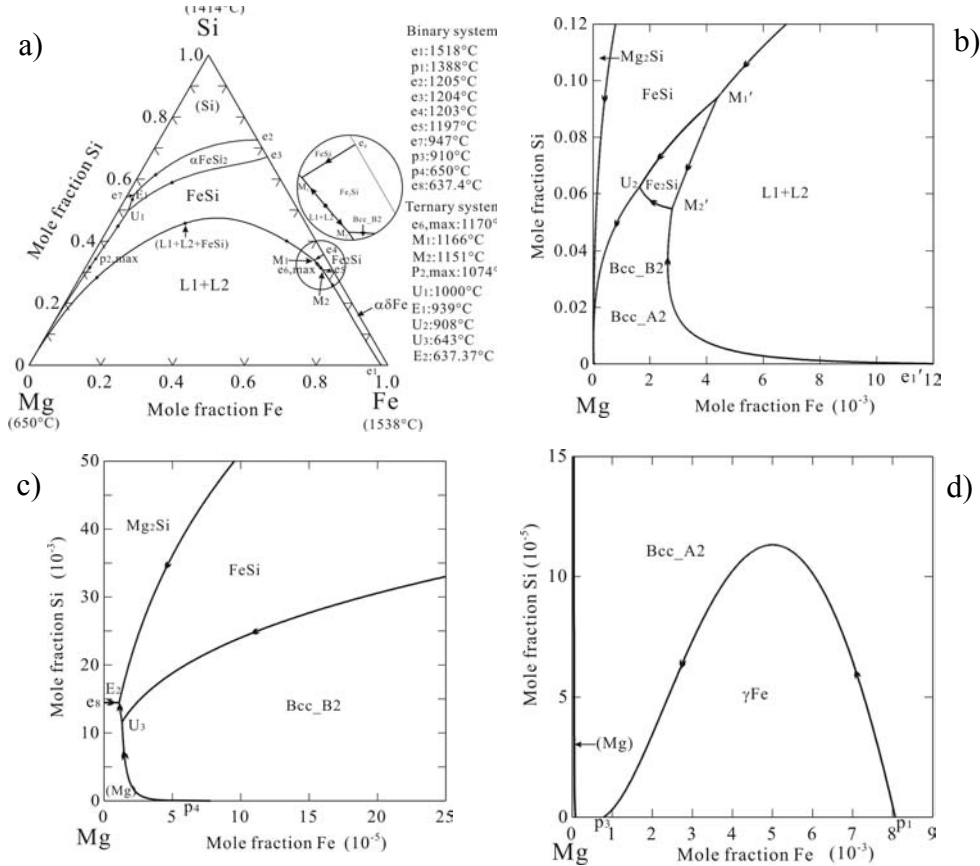 a)
(1414°C)
Si
1.0
0.8
0.6
0.4
0.2
0
Mole fraction Si
(Si)
αFeSi2
FeSi
e2
e3
e7
E1
U1
p2,max
(L1+L2+FeSi)
L1+L2
M1
e6,max
M2
e4
Fe2Si
e5
αδFe
e1
FeSi
e4
M1
Fe2Si
L1+L2
Bcc_B2
0 0.2 0.4 0.6 0.8 1.0
Mg Mole fraction Fe Fe
(650°C) (1538°C)
Binary system
e1:1518°C
p1:1388°C
e2:1205°C
e3:1204°C
e4:1203°C
e5:1197°C
e7:947°C
p3:910°C
p4:650°C
e8:637.4°C
Ternary system
e6,max:1170°
M1:1166°C
M2:1151°C
P2,max:1074°C
U1:1000°C
E1:939°C
U2:908°C
U3:643°C
E2:637.37°C
b)
0.12
0.10
0.08
0.06
0.04
0.02
0
Mole fraction Si
Mg2Si
FeSi
M1′
U2
Fe2Si
L1+L2
M2′
Bcc_B2
Bcc_A2
e1′
0 2 4 6 8 10 12
Mg Mole fraction Fe (10-3)
c)
50
40
30
20
10
0
Mole fraction Si (10-3)
Mg2Si
FeSi
E2
e8
U3
Bcc_B2
(Mg)
p4
0 5 10 15 20 25
Mg Mole fraction Fe (10-5)
d)
15
10
5
0
Mole fraction Si (10-5)
Bcc_A2
γFe
(Mg)
p3
p1
0 1 2 3 4 5 6 7 8 9
Mg Mole fraction Fe (10-3)